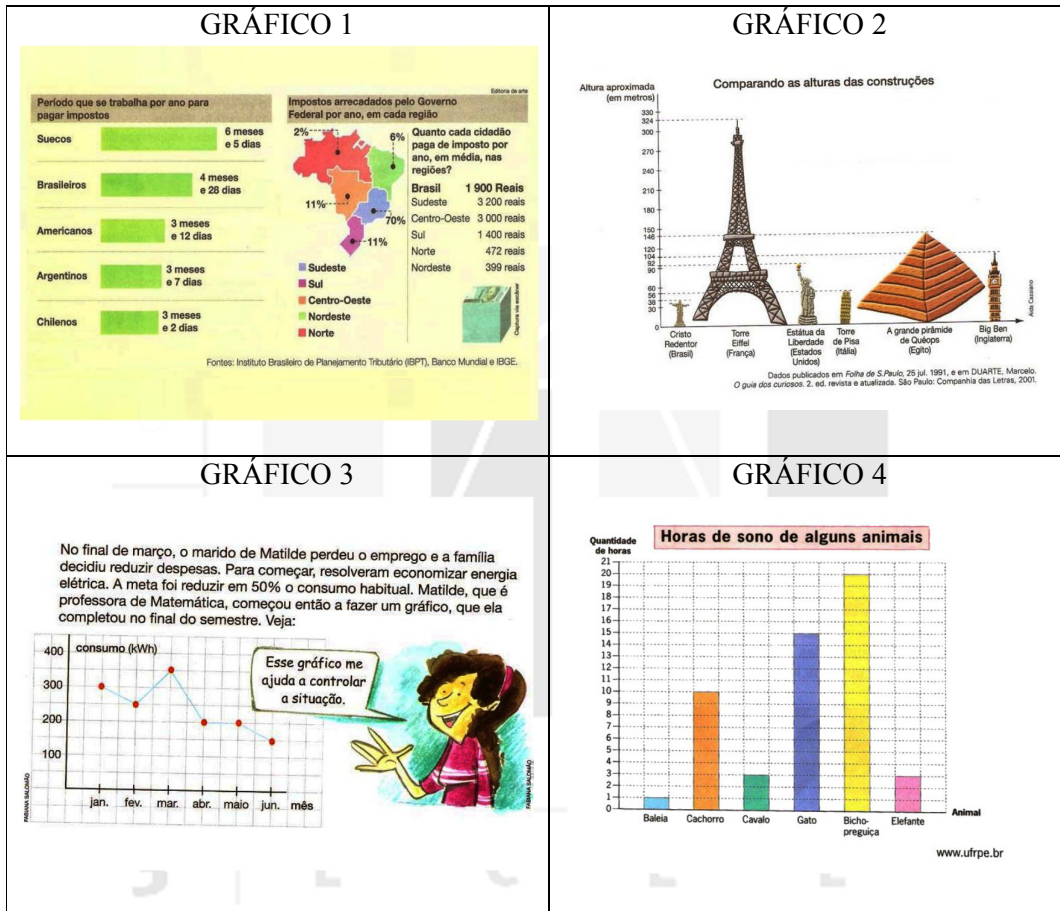 GRÁFICO 1
Editoria de arte
Período que se trabalha por ano para
pagar impostos
Suecos
6 meses
e 5 dias
Brasileiros
4 meses
e 28 dias
Americanos
3 meses
e 12 dias
Argentinos
3 meses
e 7 dias
Chilenos
3 meses
e 2 dias
Impostos arrecadados pelo Governo
Federal por ano, em cada região
2%
6%
11%
70%
11%
Sudeste
Sul
Centro-Oeste
Nordeste
Norte
Quanto cada cidadão
paga de imposto por
ano, em média, nas
regiões?
Brasil 1 900 Reais
Sudeste 3 200 reais
Centro-Oeste 3 000 reais
Sul 1 400 reais
Norte 472 reais
Nordeste 399 reais
Captura via escâner
Fontes: Instituto Brasileiro de Planejamento Tributário (IBPT), Banco Mundial e IBGE.
GRÁFICO 2
Comparando as alturas das construções
Altura aproximada
(em metros)
330
324
300
270
240
210
180
150
146
120
104
92
90
60
56
38
30
0
Cristo
Redentor
(Brasil)
Torre
Eiffel
(França)
Estátua da
Liberdade
(Estados
Unidos)
Torre
de Pisa
(Itália)
A grande pirâmide
de Quéops
(Egito)
Big Ben
(Inglaterra)
Aida Cassiano
Dados publicados em Folha de S.Paulo, 25 jul. 1991, e em DUARTE, Marcelo.
O guia dos curiosos. 2. ed. revista e atualizada. São Paulo: Companhia das Letras, 2001.
GRÁFICO 3
No final de março, o marido de Matilde perdeu o emprego e a família
decidiu reduzir despesas. Para começar, resolveram economizar energia
elétrica. A meta foi reduzir em 50% o consumo habitual. Matilde, que é
professora de Matemática, começou então a fazer um gráfico, que ela
completou no final do semestre. Veja:
consumo (kWh)
400
300
200
100
jan. fev. mar. abr. maio jun. mês
Esse gráfico me
ajuda a controlar
a situação.
FABIANA SALOMÃO
FABIANA SALOMÃO
GRÁFICO 4
Horas de sono de alguns animais
Quantidade
de horas
21
20
19
18
17
16
15
14
13
12
11
10
9
8
7
6
5
4
3
2
1
0
Baleia
Cachorro
Cavalo
Gato
Bicho-
preguiça
Elefante
Animal
www.ufrpe.br